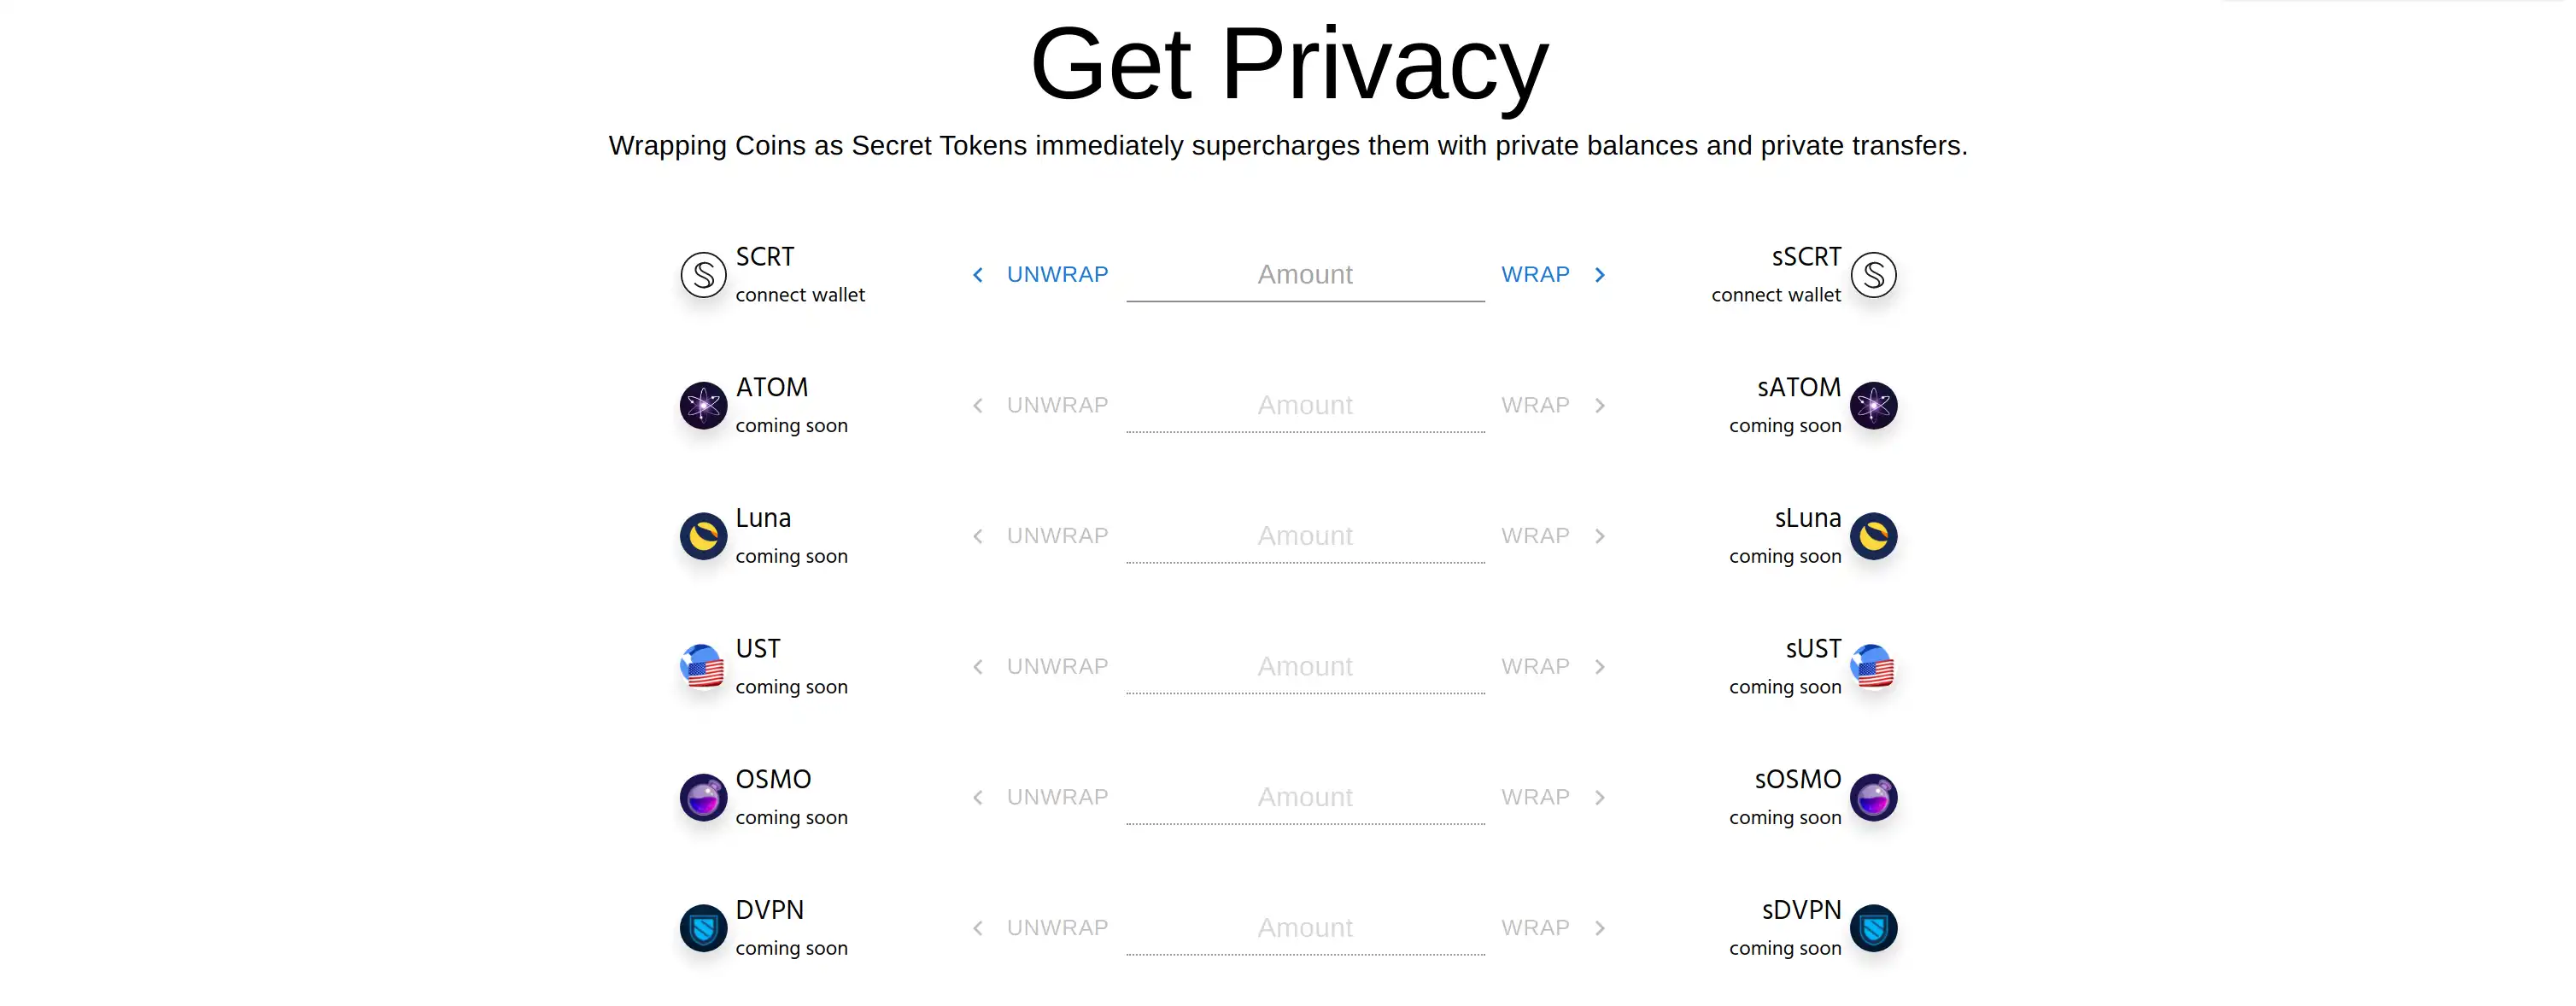 Get Privacy
Wrapping Coins as Secret Tokens immediately supercharges them with private balances and private transfers.
SCRT
connect wallet
UNWRAP
Amount
WRAP
sSCRT
connect wallet
ATOM
coming soon
UNWRAP
Amount
WRAP
sATOM
coming soon
Luna
coming soon
UNWRAP
Amount
WRAP
sLuna
coming soon
UST
coming soon
UNWRAP
Amount
WRAP
sUST
coming soon
OSMO
coming soon
UNWRAP
Amount
WRAP
sOSMO
coming soon
DVPN
coming soon
UNWRAP
Amount
WRAP
sDVPN
coming soon